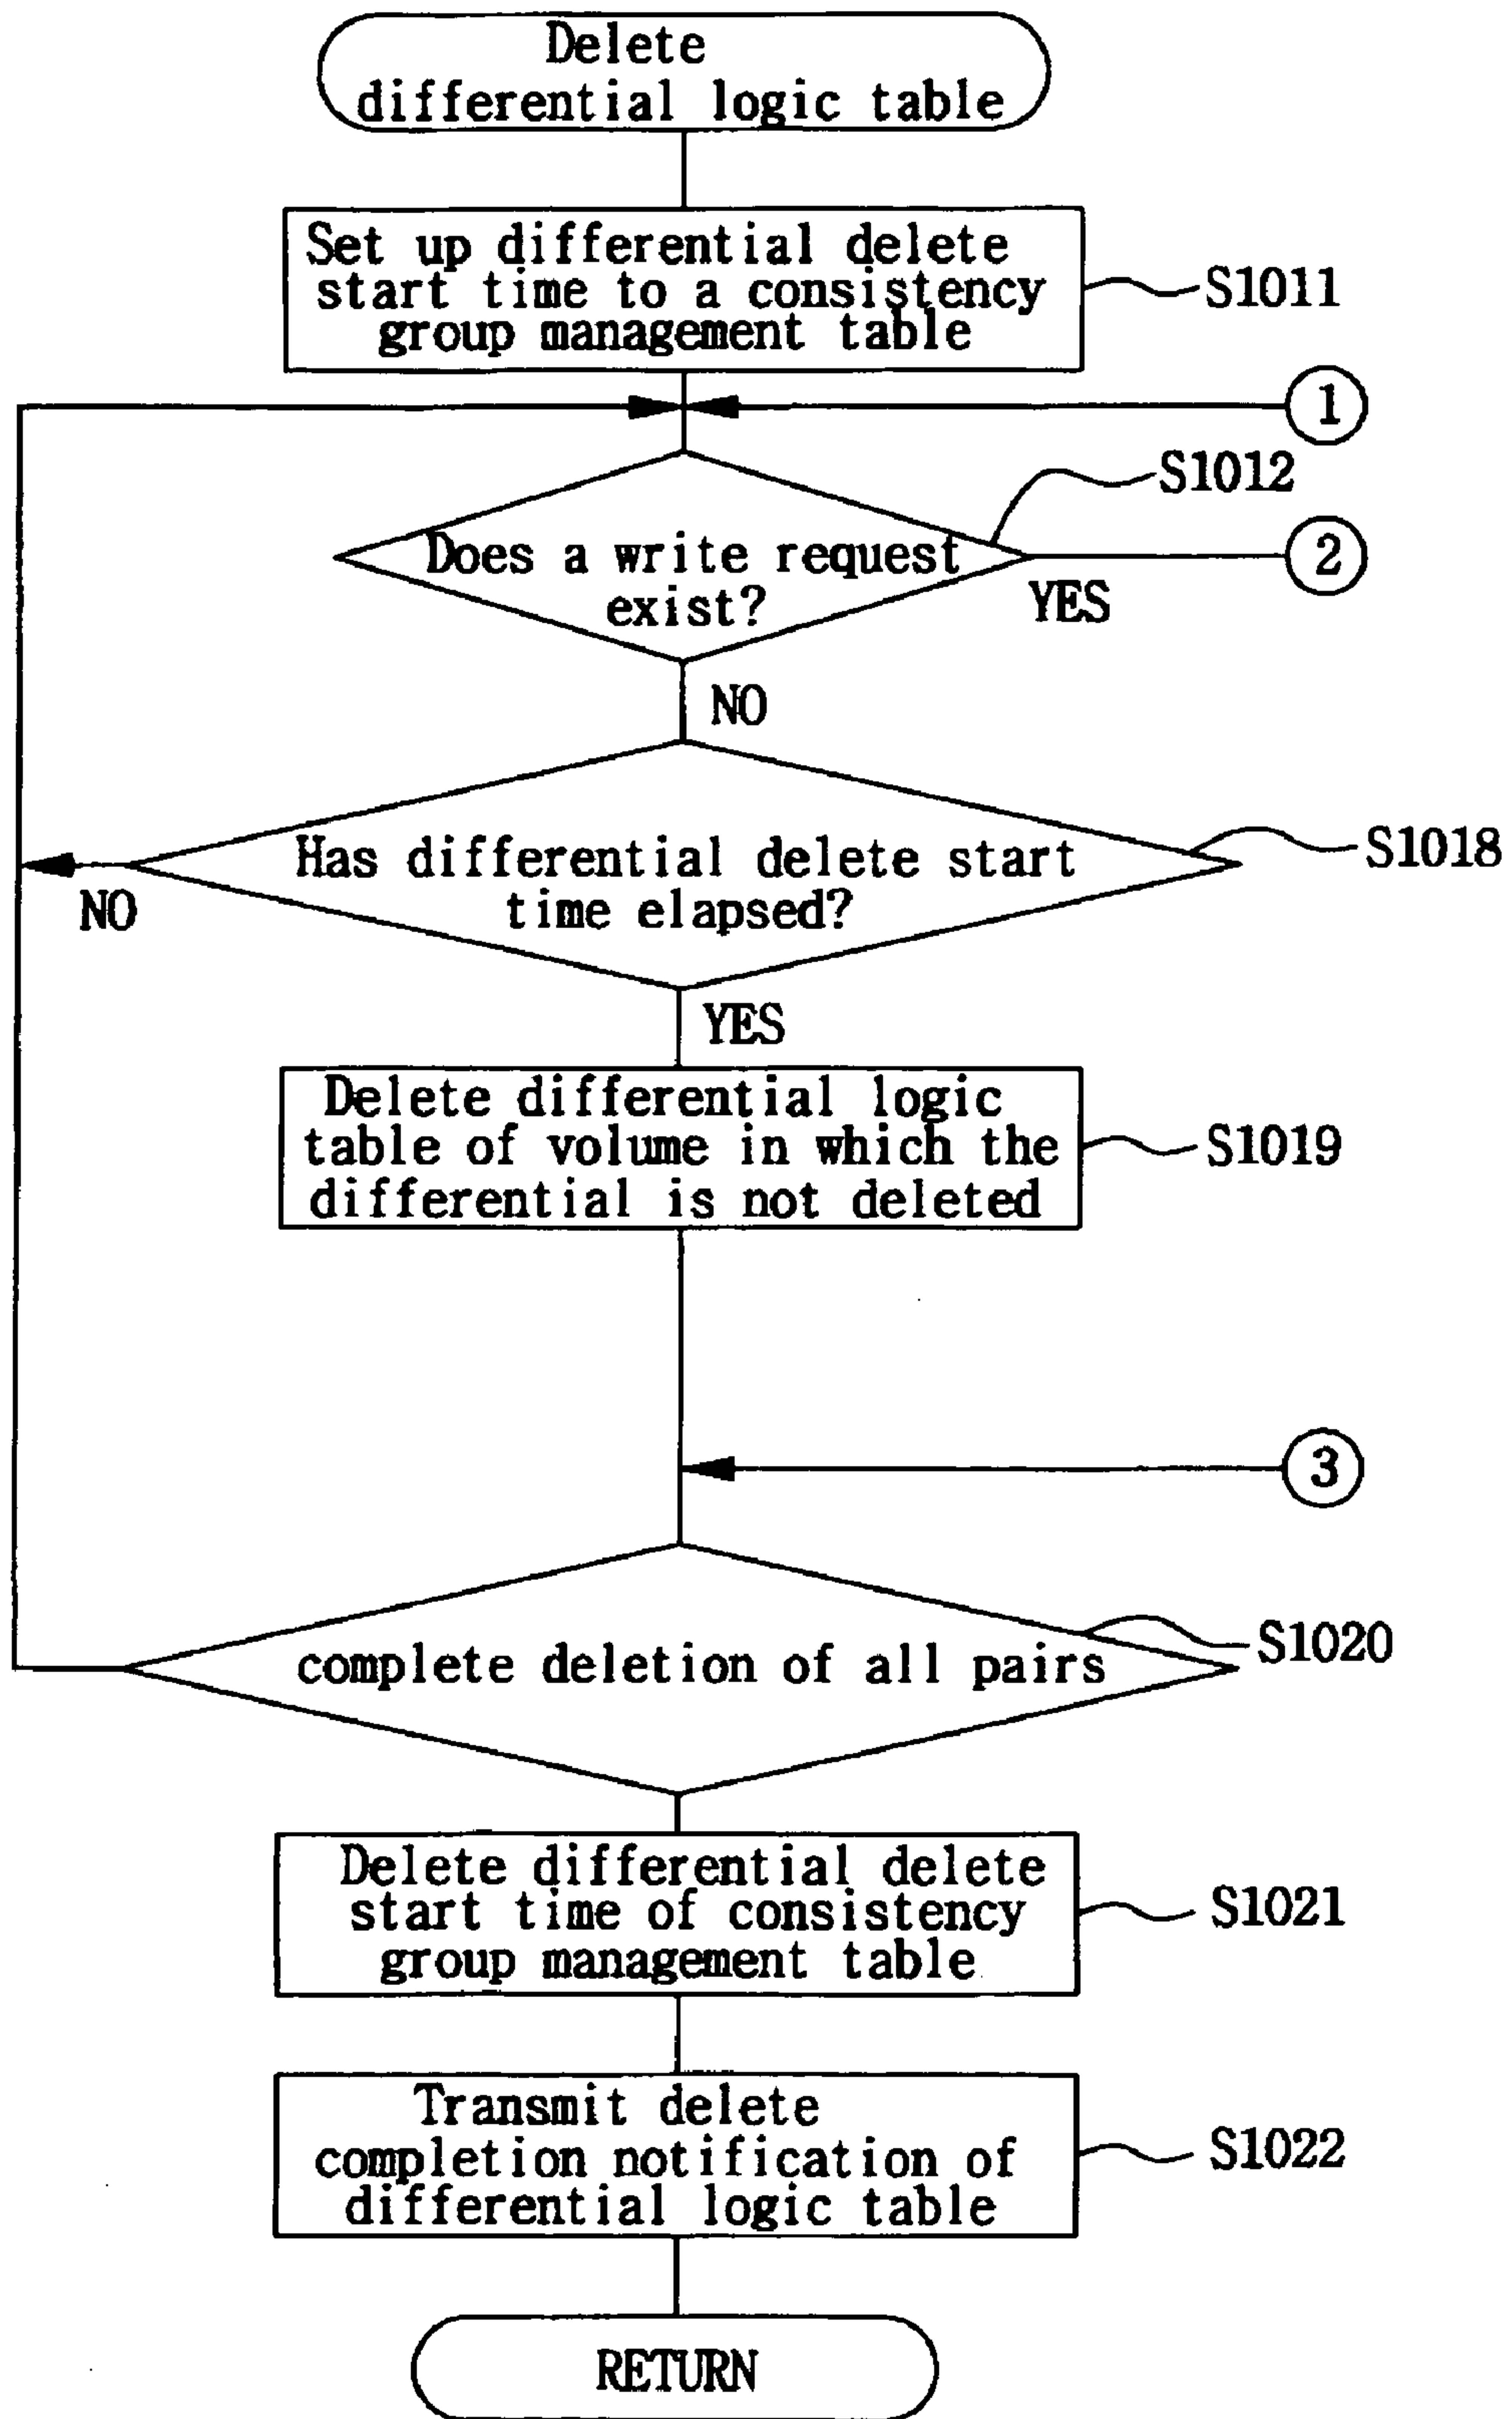 Delete
differential logic table
Set up differential delete
start time to a consistency
group management table
S1011
1
S1012
Does a write request
exist?
2
YES
NO
Has differential delete start
time elapsed?
S1018
NO
YES
Delete differential logic
table of volume in which the
differential is not deleted
S1019
3
complete deletion of all pairs
S1020
Delete differential delete
start time of consistency
group management table
S1021
Transmit delete
completion notification of
differential logic table
S1022
RETURN